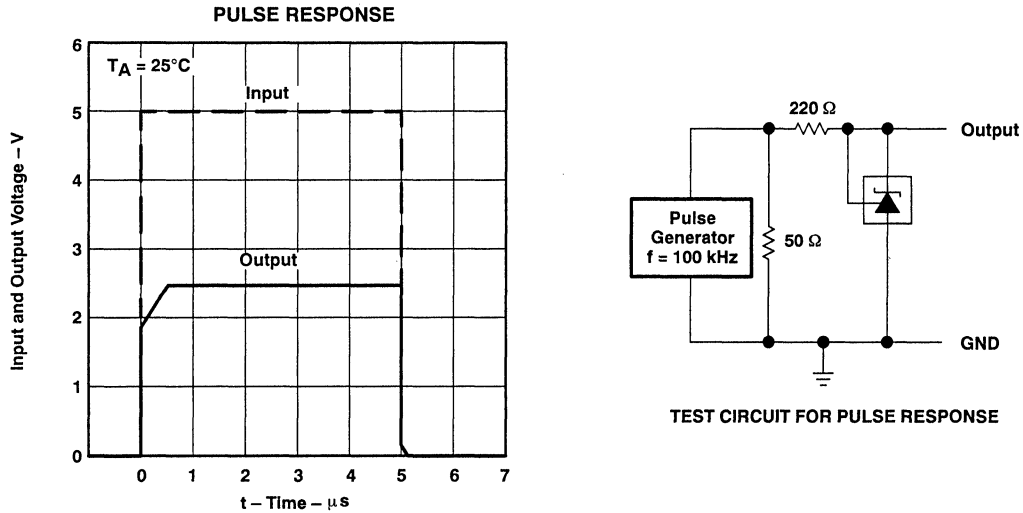 PULSE RESPONSE
6
5
4
3
2
1
0
Input and Output Voltage – V
TA = 25°C
Input
Output
0 1 2 3 4 5 6 7
t – Time – μs
220 Ω
Output
Pulse
Generator
f = 100 kHz
50 Ω
GND
TEST CIRCUIT FOR PULSE RESPONSE